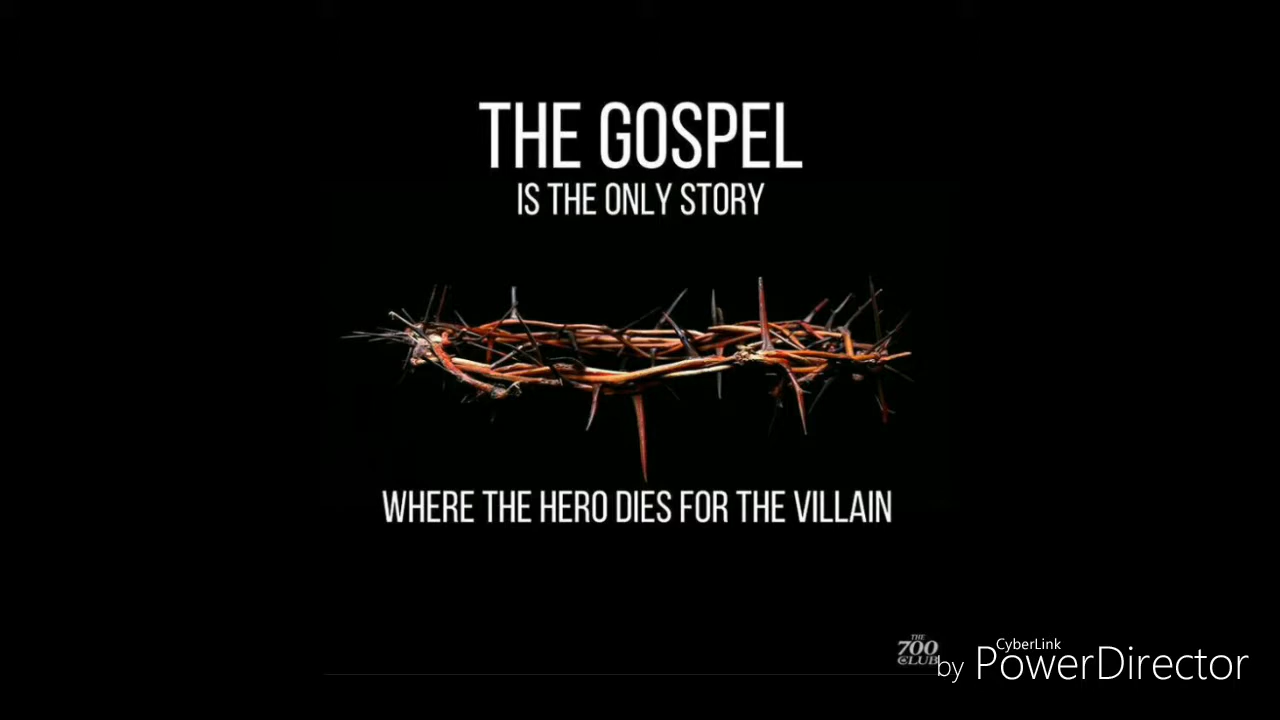 THE GOSPEL
IS THE ONLY STORY
WHERE THE HERO DIES FOR THE VILLAIN
THE
700
CLUB
CyberLink
by PowerDirector